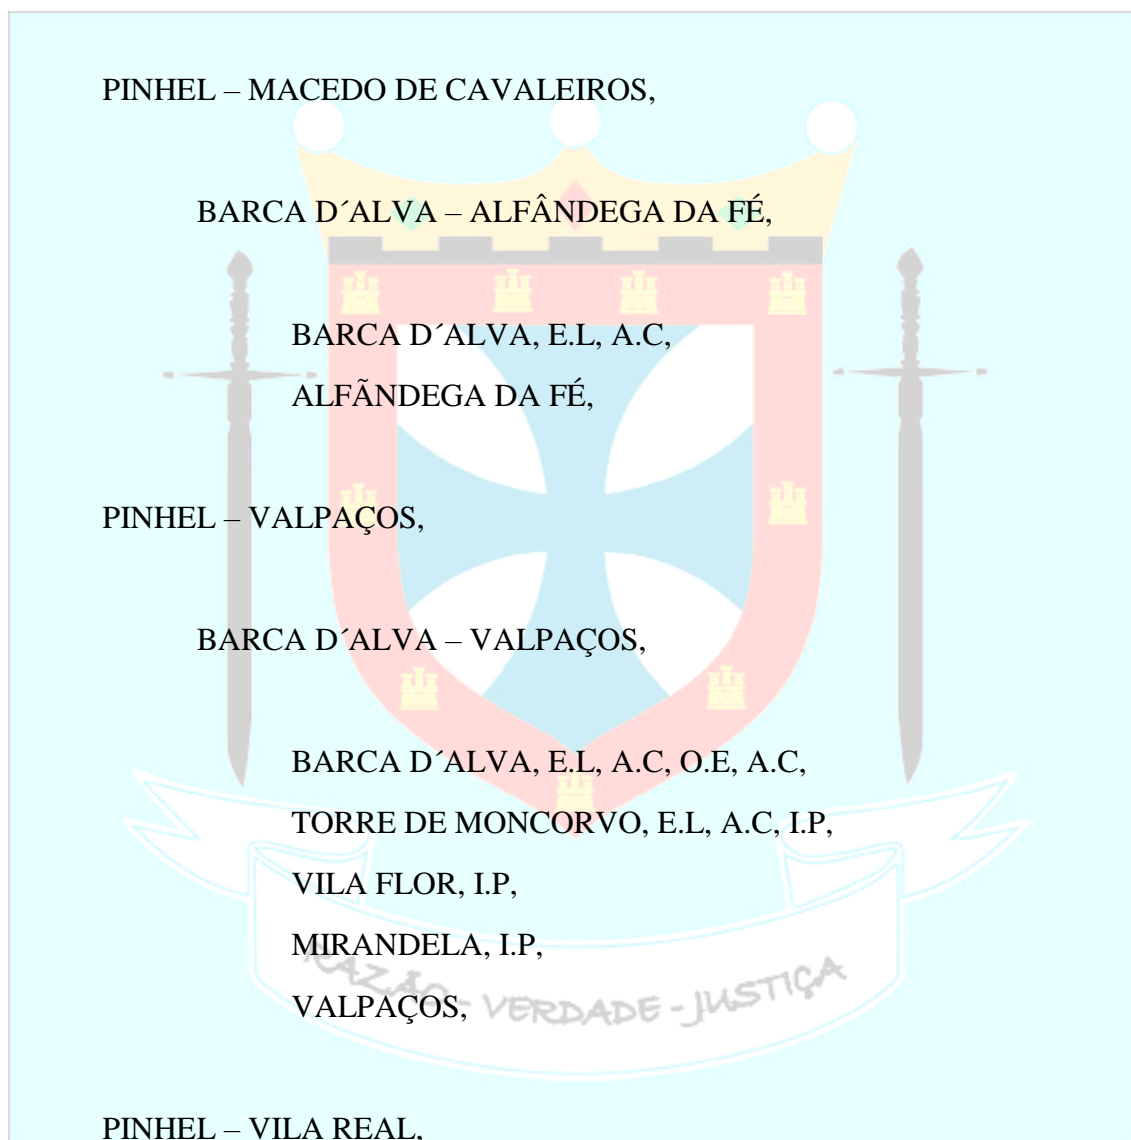 PINHEL – MACEDO DE CAVALEIROS,
BARCA D´ALVA – ALFÂNDEGA DA FÉ,
BARCA D´ALVA, E.L, A.C,
ALFÃNDEGA DA FÉ,
PINHEL – VALPAÇOS,
BARCA D´ALVA – VALPAÇOS,
BARCA D´ALVA, E.L, A.C, O.E, A.C,
TORRE DE MONCORVO, E.L, A.C, I.P,
VILA FLOR, I.P,
MIRANDELA, I.P,
VALPAÇOS,
RAZÃO - VERDADE - JUSTIÇA
PINHEL – VILA REAL,